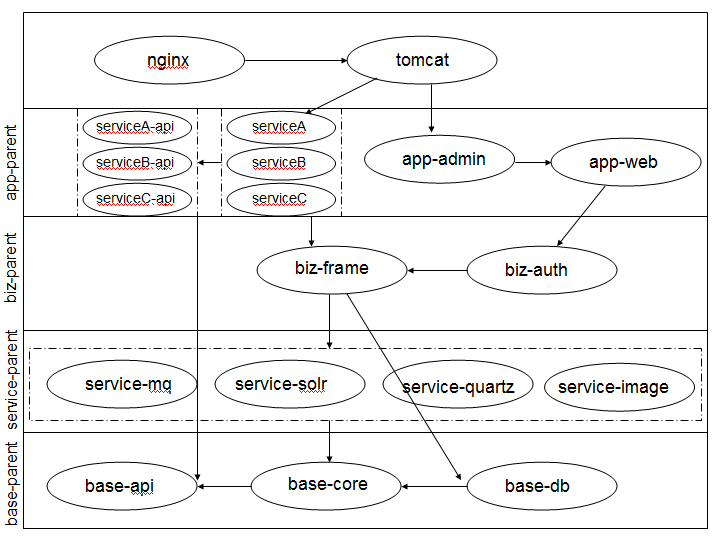 nginx
tomcat
app-parent
serviceA-api
serviceA
serviceB-api
serviceB
app-admin
app-web
serviceC-api
serviceC
biz-parent
biz-frame
biz-auth
service-parent
service-mq
service-solr
service-quartz
service-image
base-parent
base-api
base-core
base-db